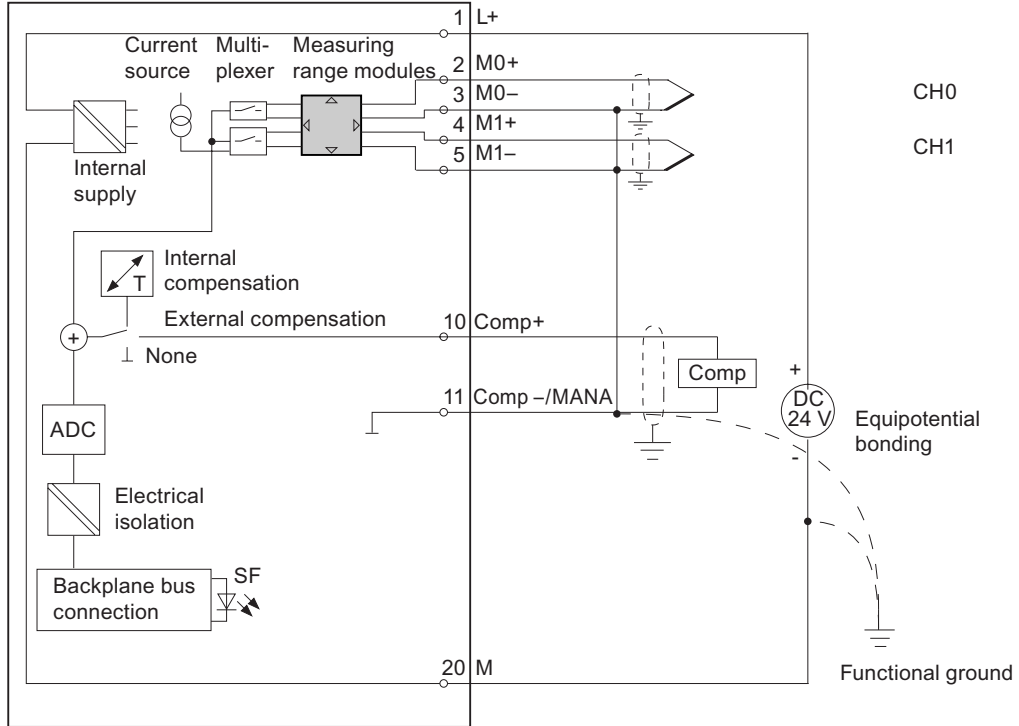 1 L+
Current source
Multi-plexer
Measuring range modules
2 M0+
3 M0–
4 M1+
5 M1–
CH0
CH1
Internal supply
T
Internal compensation
External compensation
10 Comp+
+
None
Comp
11 Comp –/MANA
+
DC 24 V
-
Equipotential bonding
ADC
Electrical isolation
Backplane bus connection
SF
20 M
Functional ground